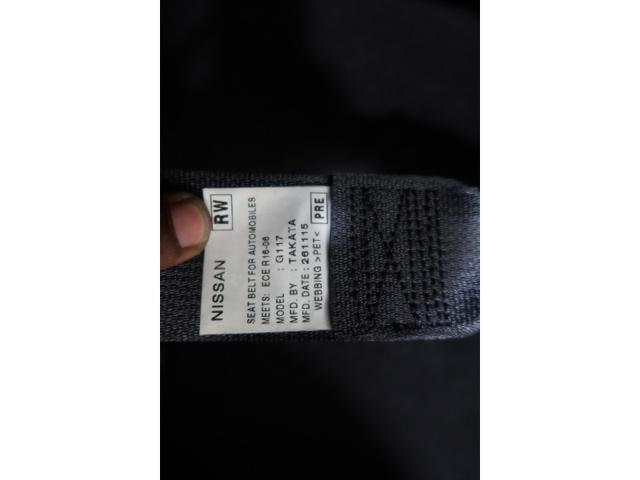 NISSAN RW
SEAT BELT FOR AUTOMOBILES
MEETS: ECE R16-06
MODEL : G117
MFD. BY : TAKATA
MFD. DATE : 261115
WEBBING >PET< PRE